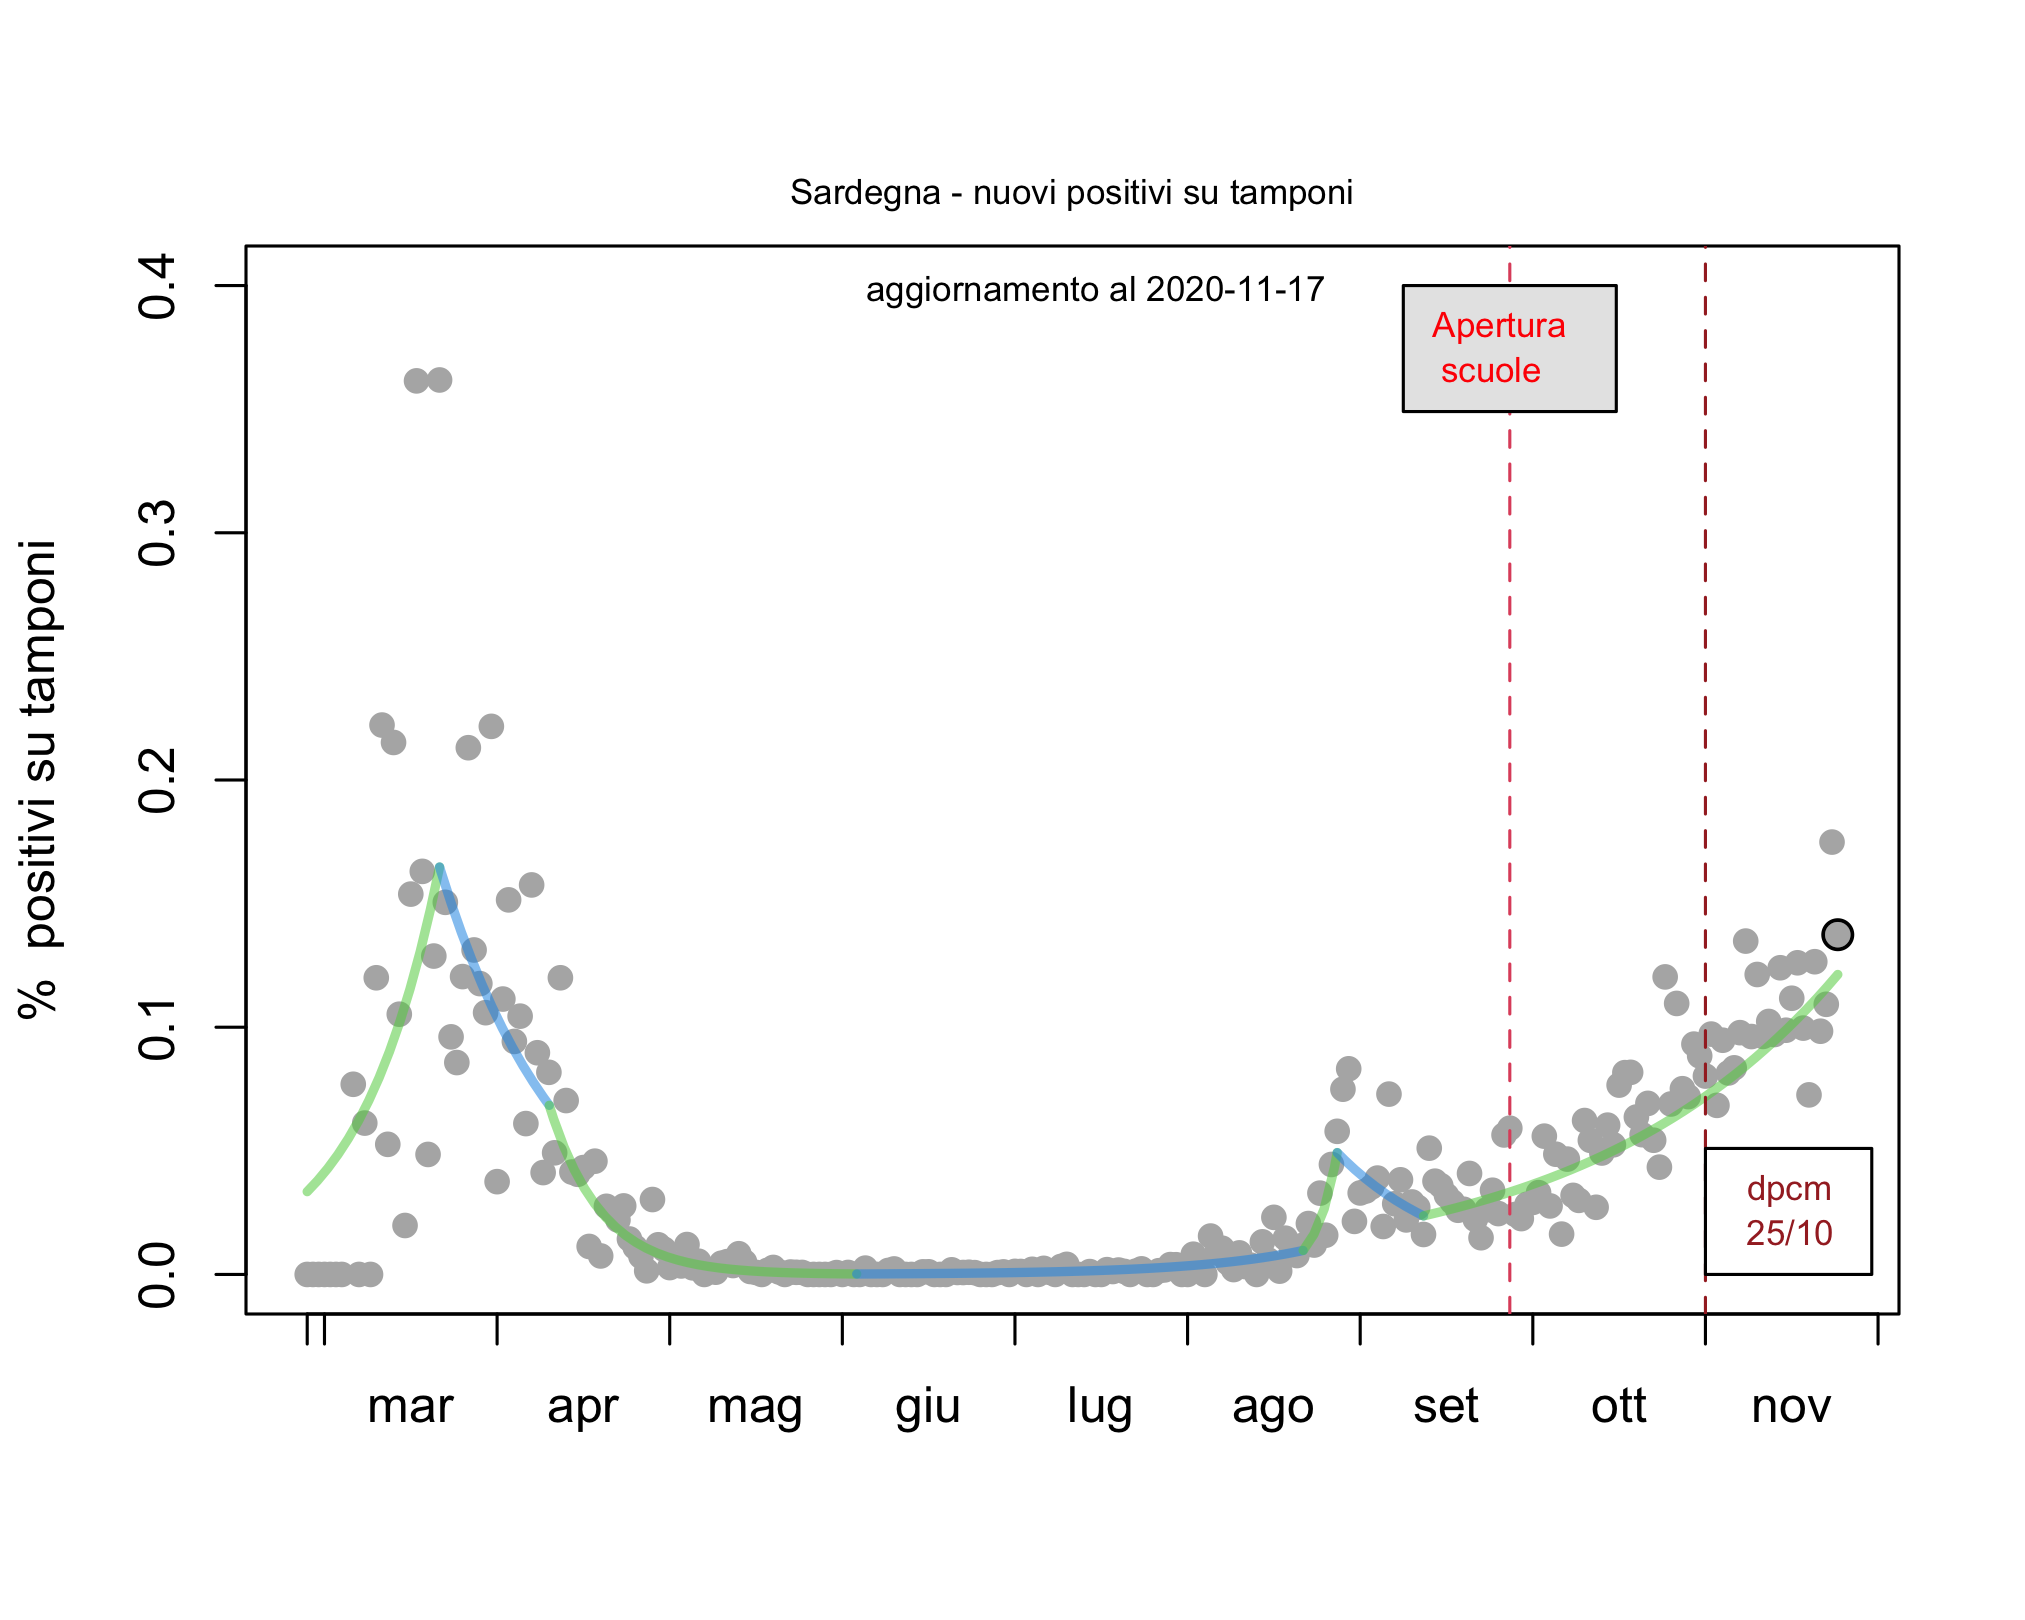 Sardegna - nuovi positivi su tamponi
aggiornamento al 2020-11-17
Apertura
scuole
% positivi su tamponi
0.4
0.3
0.2
0.1
0.0
dpcm
25/10
mar apr mag giu lug ago set ott nov